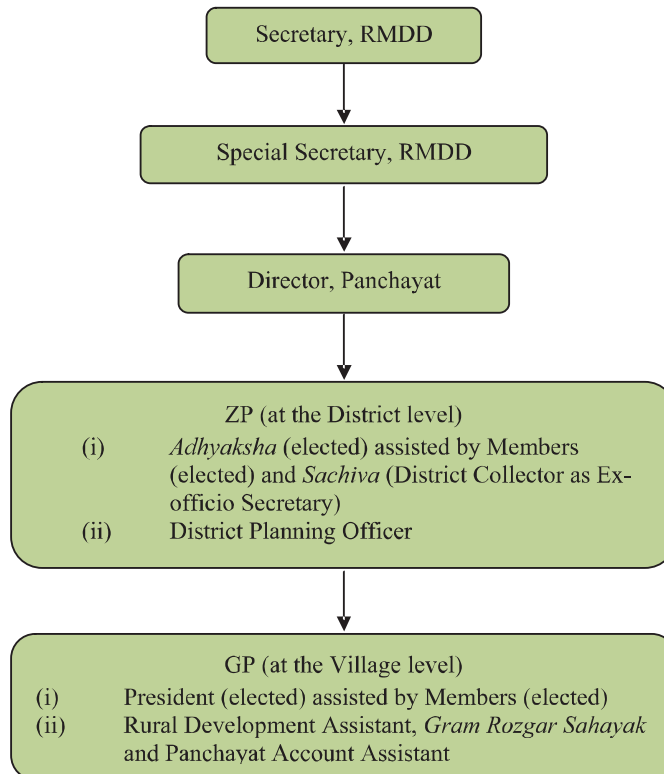 Secretary, RMDD
Special Secretary, RMDD
Director, Panchayat
ZP (at the District level)
(i) Adhyaksha (elected) assisted by Members
(elected) and Sachiva (District Collector as Ex-
officio Secretary)
(ii) District Planning Officer
GP (at the Village level)
(i) President (elected) assisted by Members (elected)
(ii) Rural Development Assistant, Gram Rozgar Sahayak
and Panchayat Account Assistant